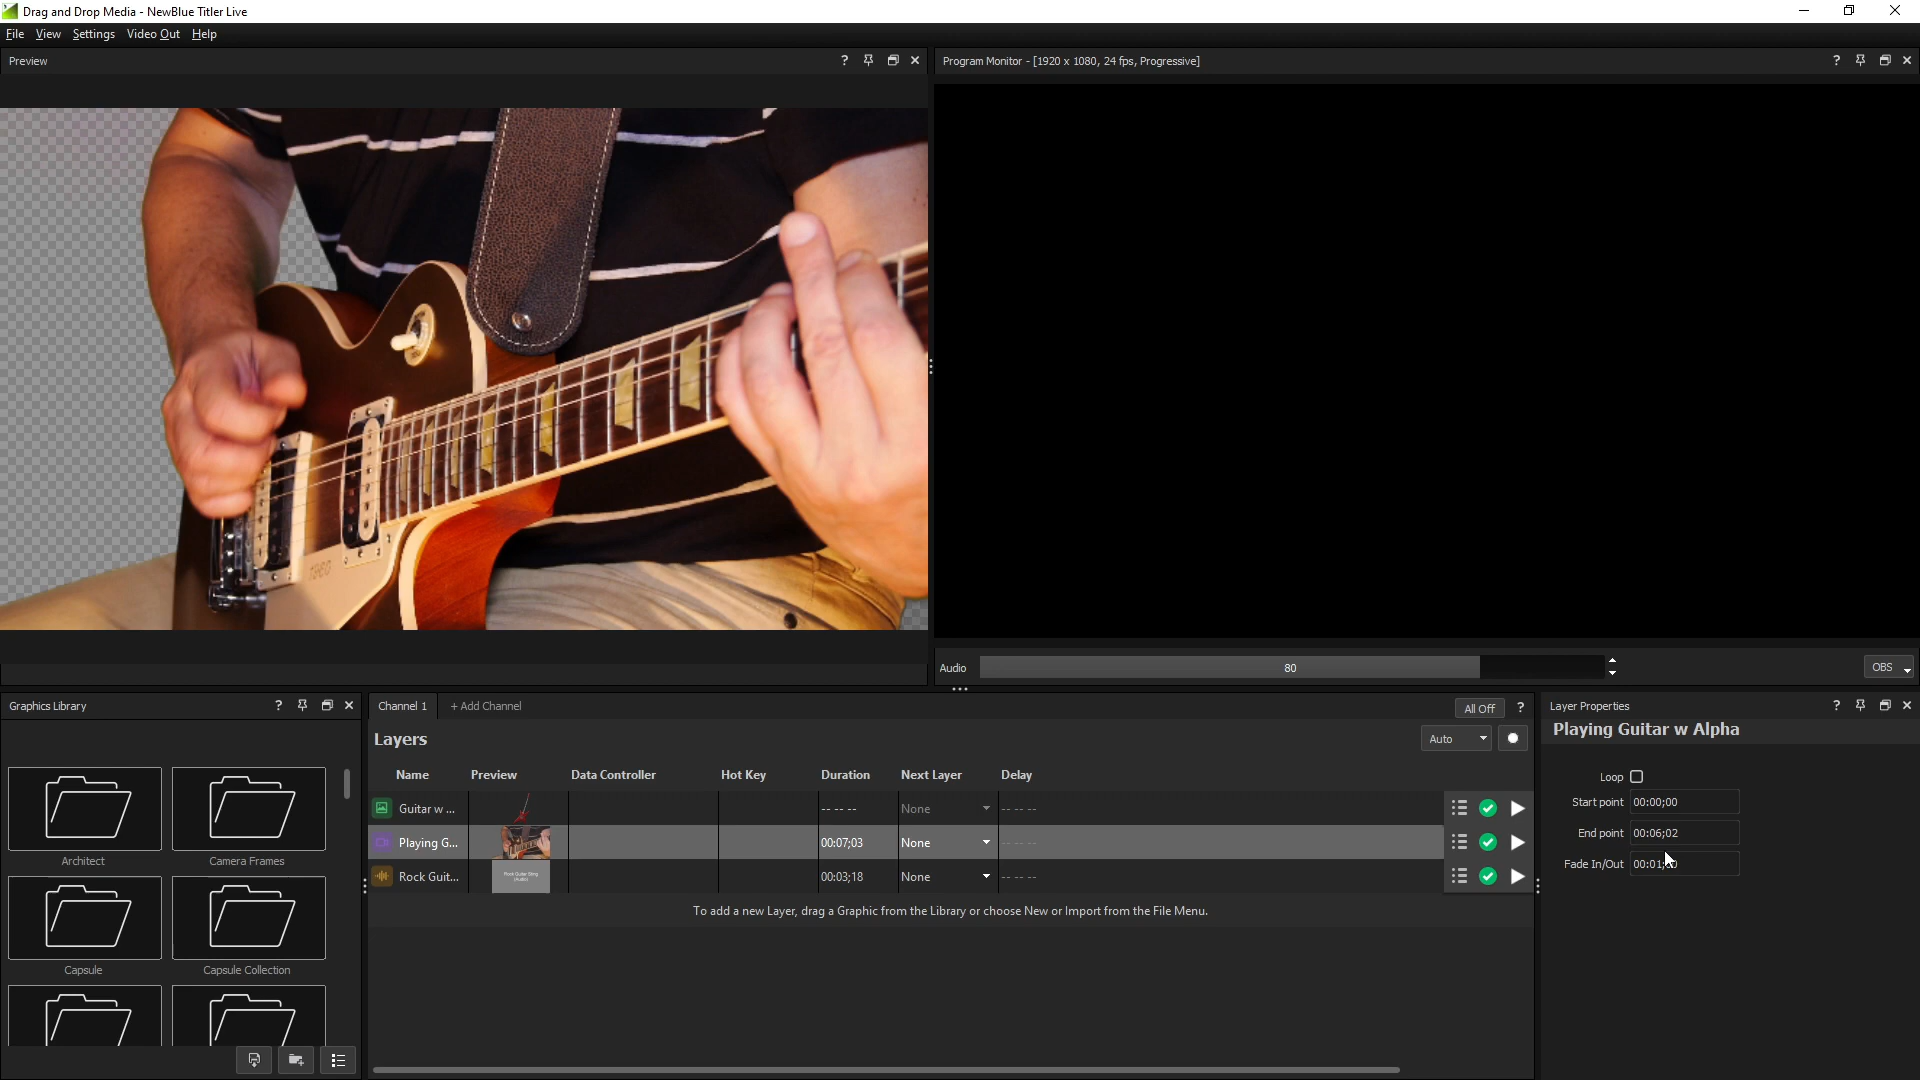 Drag and Drop Media - NewBlue Titler Live
File View Settings Video Out Help
Preview
Program Monitor - [1920 x 1080, 24 fps, Progressive]
Audio 80 OBS
Graphics Library
Architect Camera Frames
Capsule Capsule Collection
Channel 1 + Add Channel All Off
Layers Auto
Name Preview Data Controller Hot Key Duration Next Layer Delay
Guitar w ... -- -- -- None -- -- --
Playing G... 00:07;03 None -- -- --
Rock Guit... 00:03;18 None -- -- --
To add a new Layer, drag a Graphic from the Library or choose New or Import from the File Menu.
Layer Properties
Playing Guitar w Alpha
Loop
Start point 00:00;00
End point 00:06;02
Fade In/Out